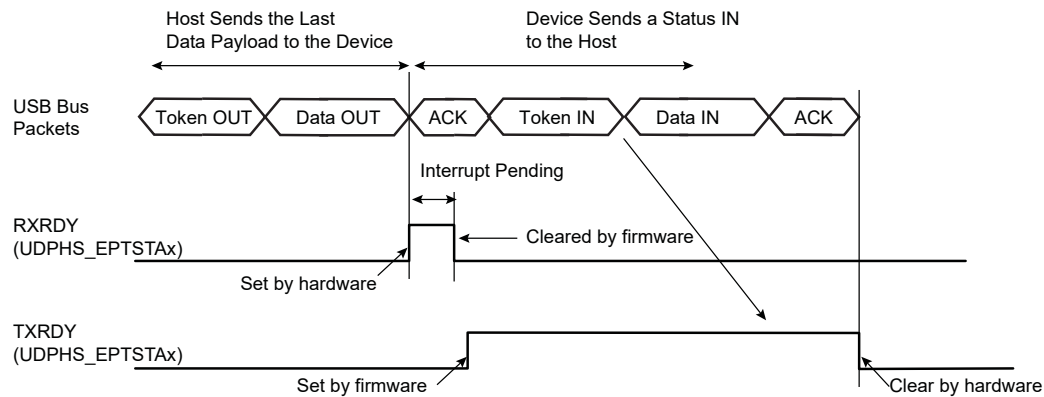 Host Sends the Last
Data Payload to the Device
Device Sends a Status IN
to the Host
USB Bus
Packets
Token OUT
Data OUT
ACK
Token IN
Data IN
ACK
Interrupt Pending
RXRDY
(UDPHS_EPTSTAx)
Cleared by firmware
Set by hardware
TXRDY
(UDPHS_EPTSTAx)
Set by firmware
Clear by hardware